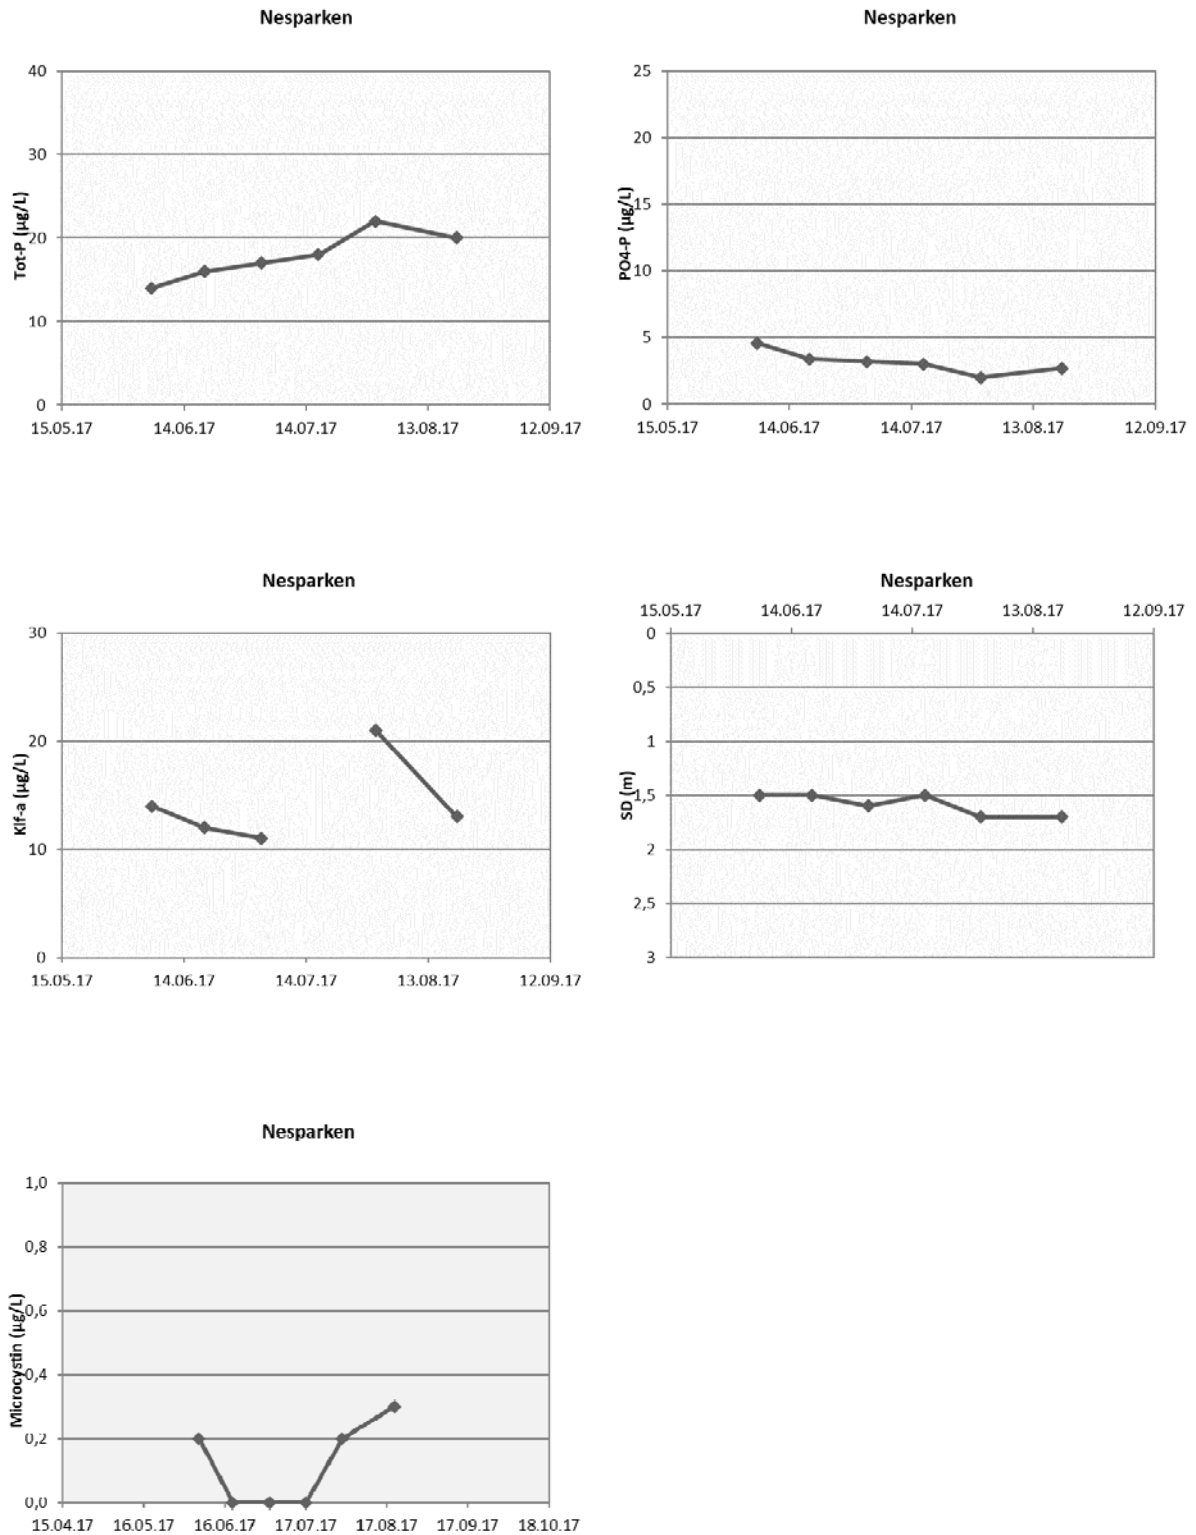 Nesparken
Tot-P (µg/L)
40
30
20
10
0
15.05.17 14.06.17 14.07.17 13.08.17 12.09.17
Nesparken
PO4-P (µg/L)
25
20
15
10
5
0
15.05.17 14.06.17 14.07.17 13.08.17 12.09.17
Nesparken
Klf-a (µg/L)
30
20
10
0
15.05.17 14.06.17 14.07.17 13.08.17 12.09.17
Nesparken
15.05.17 14.06.17 14.07.17 13.08.17 12.09.17
SD (m)
0
0,5
1
1,5
2
2,5
3
Nesparken
Microcystin (µg/L)
1,0
0,8
0,6
0,4
0,2
0,0
15.04.17 16.05.17 16.06.17 17.07.17 17.08.17 17.09.17 18.10.17